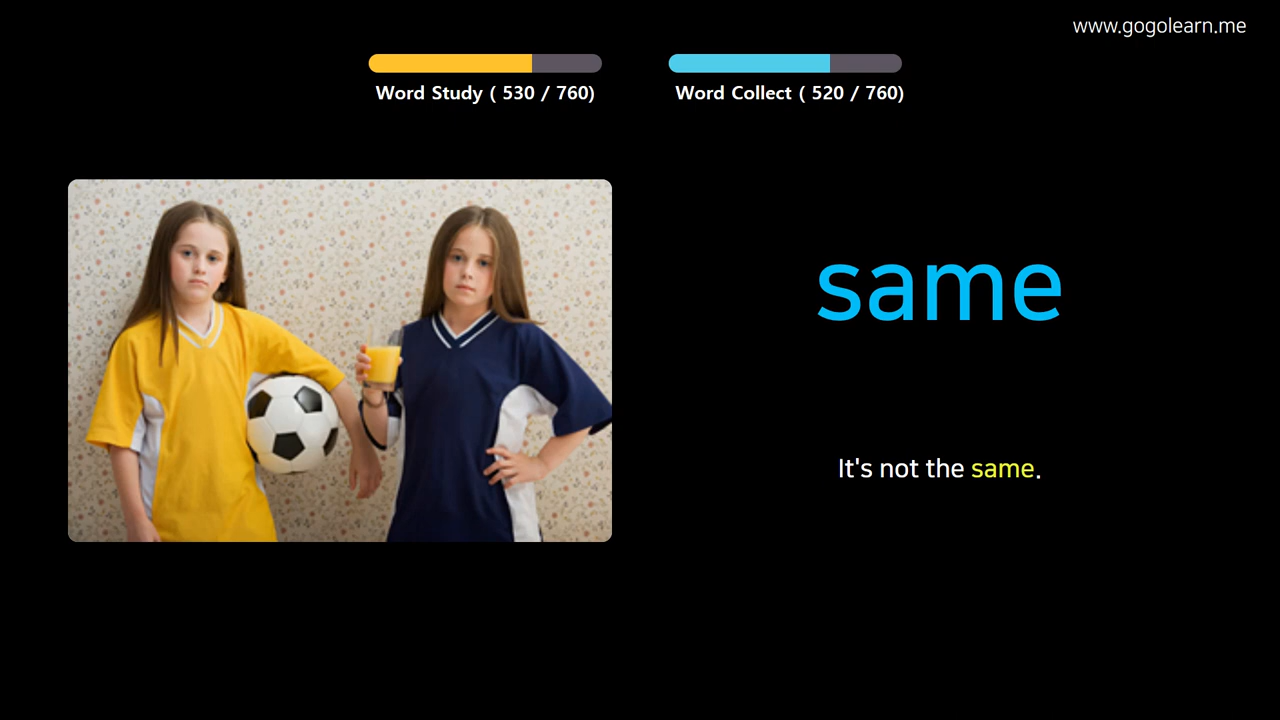 www.gogolearn.me
Word Study ( 530 / 760)
Word Collect ( 520 / 760)
same
It's not the same.